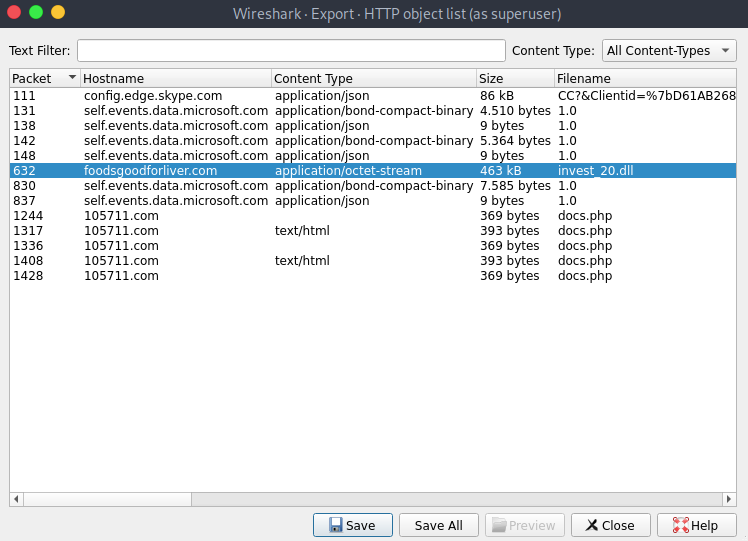 Wireshark · Export · HTTP object list (as superuser)
Text Filter: Content Type: All Content-Types
Packet Hostname Content Type Size Filename
111 config.edge.skype.com application/json 86 kB CC?&Clientid=%7bD61AB268
131 self.events.data.microsoft.com application/bond-compact-binary 4.510 bytes 1.0
138 self.events.data.microsoft.com application/json 9 bytes 1.0
142 self.events.data.microsoft.com application/bond-compact-binary 5.364 bytes 1.0
148 self.events.data.microsoft.com application/json 9 bytes 1.0
632 foodsgoodforliver.com application/octet-stream 463 kB invest_20.dll
830 self.events.data.microsoft.com application/bond-compact-binary 7.585 bytes 1.0
837 self.events.data.microsoft.com application/json 9 bytes 1.0
1244 105711.com 369 bytes docs.php
1317 105711.com text/html 393 bytes docs.php
1336 105711.com 369 bytes docs.php
1408 105711.com text/html 393 bytes docs.php
1428 105711.com 369 bytes docs.php
Save Save All Preview Close Help